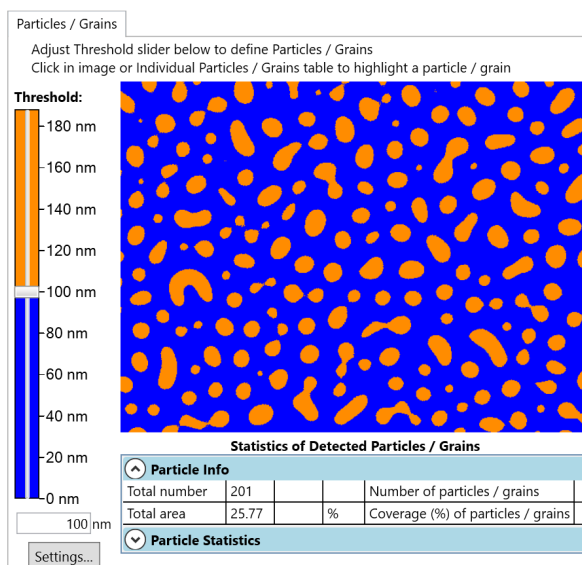 Particles / Grains
Adjust Threshold slider below to define Particles / Grains
Click in image or Individual Particles / Grains table to highlight a particle / grain
Threshold:
180 nm
160 nm
140 nm
120 nm
100 nm
80 nm
60 nm
40 nm
20 nm
0 nm
100 nm
Settings...
Statistics of Detected Particles / Grains
Particle Info
Total number 201 Number of particles / grains
Total area 25.77 % Coverage (%) of particles / grains
Particle Statistics